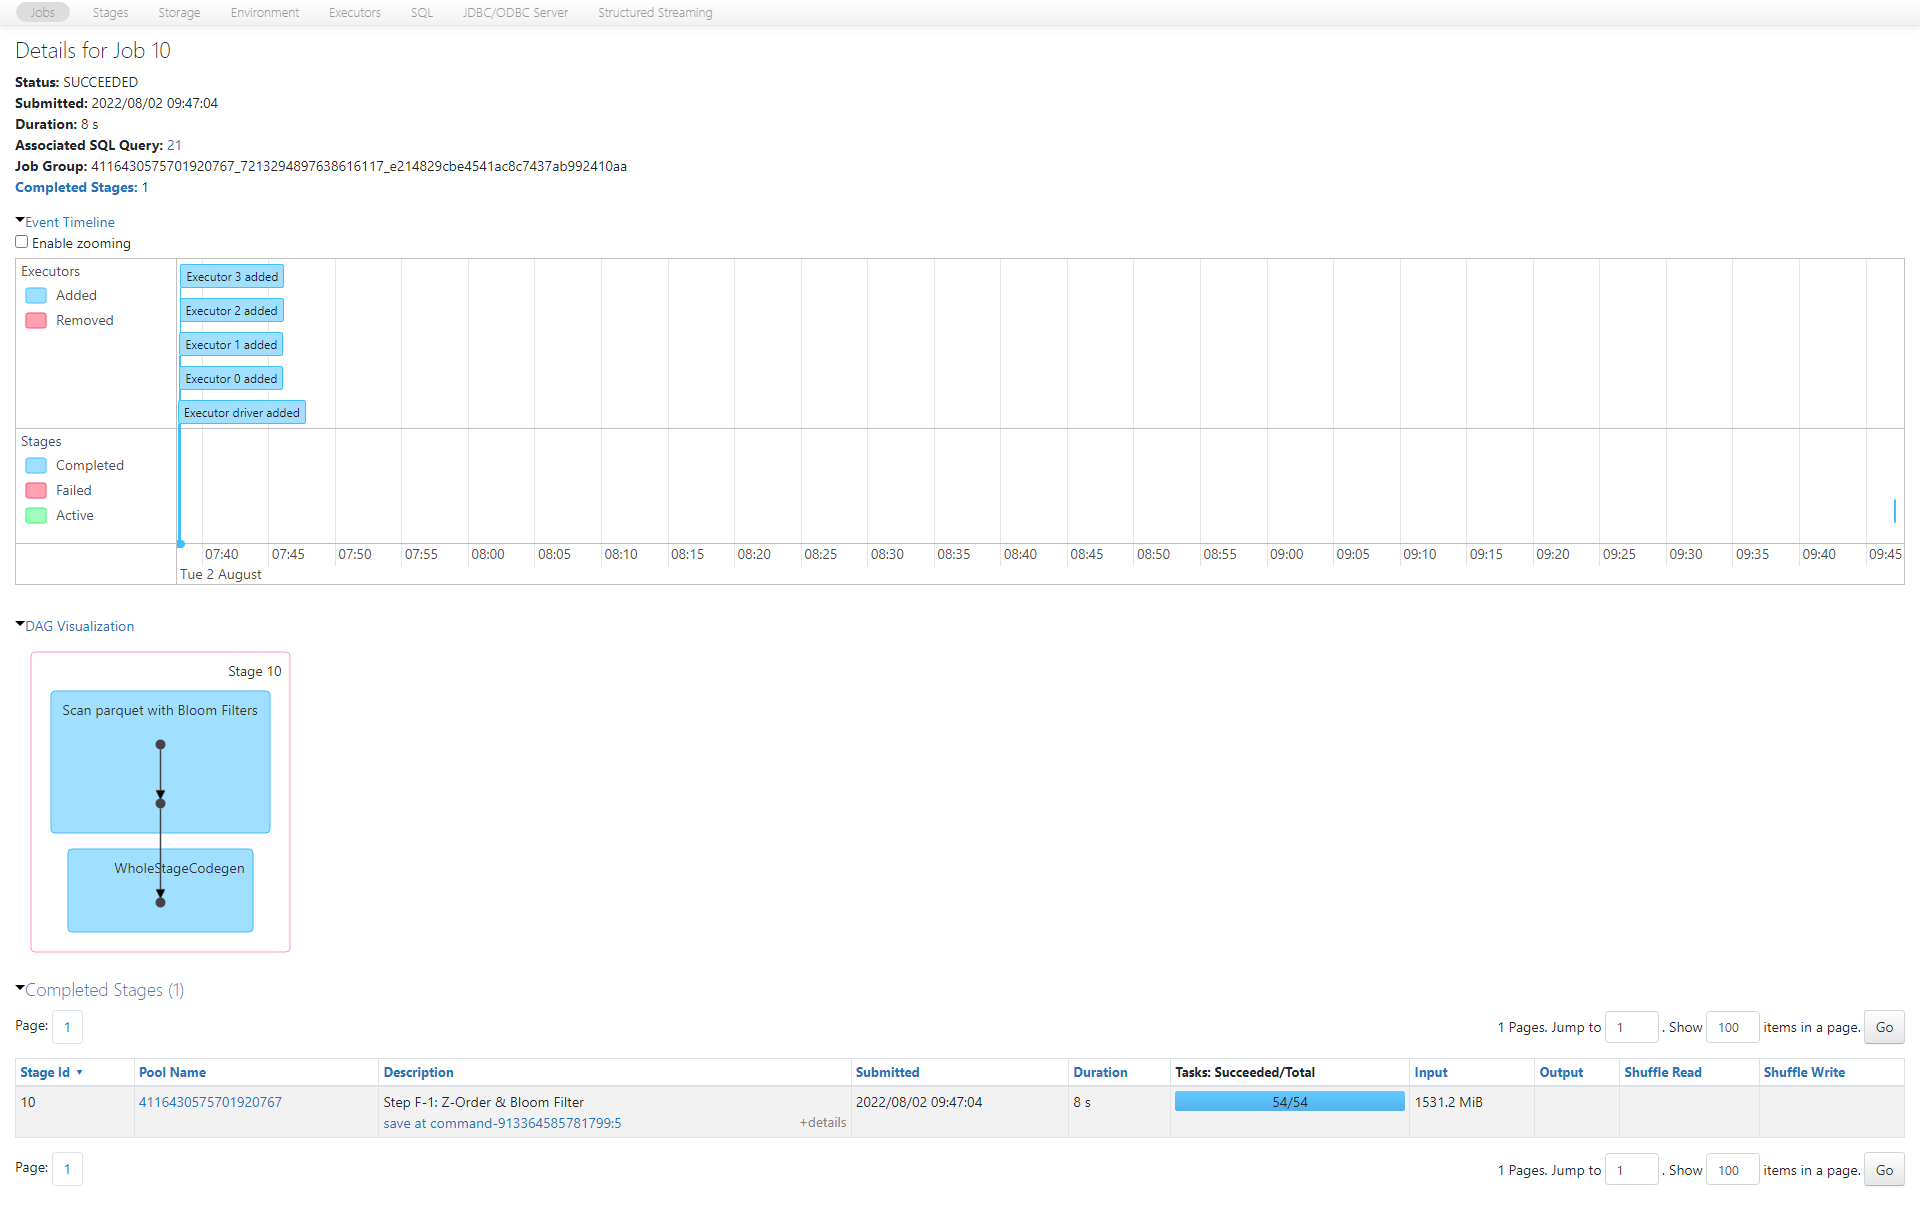 Jobs Stages Storage Environment Executors SQL JDBC/ODBC Server Structured Streaming
Details for Job 10
Status: SUCCEEDED
Submitted: 2022/08/02 09:47:04
Duration: 8 s
Associated SQL Query: 21
Job Group: 4116430575701920767_7213294897638616117_e214829cbe4541ac8c7437ab992410aa
Completed Stages: 1
Event Timeline
Enable zooming
Executors
Added
Removed
Executor 3 added
Executor 2 added
Executor 1 added
Executor 0 added
Executor driver added
Stages
Completed
Failed
Active
07:40 07:45 07:50 07:55 08:00 08:05 08:10 08:15 08:20 08:25 08:30 08:35 08:40 08:45 08:50 08:55 09:00 09:05 09:10 09:15 09:20 09:25 09:30 09:35 09:40 09:45
Tue 2 August
DAG Visualization
Stage 10
Scan parquet with Bloom Filters
WholeStageCodegen
Completed Stages (1)
Page: 1 1 Pages. Jump to 1 . Show 100 items in a page. Go
Stage Id Pool Name Description Submitted Duration Tasks: Succeeded/Total Input Output Shuffle Read Shuffle Write
10 4116430575701920767 Step F-1: Z-Order & Bloom Filter 2022/08/02 09:47:04 8 s 54/54 1531.2 MiB
save at command-913364585781799:5 +details
Page: 1 1 Pages. Jump to 1 . Show 100 items in a page. Go